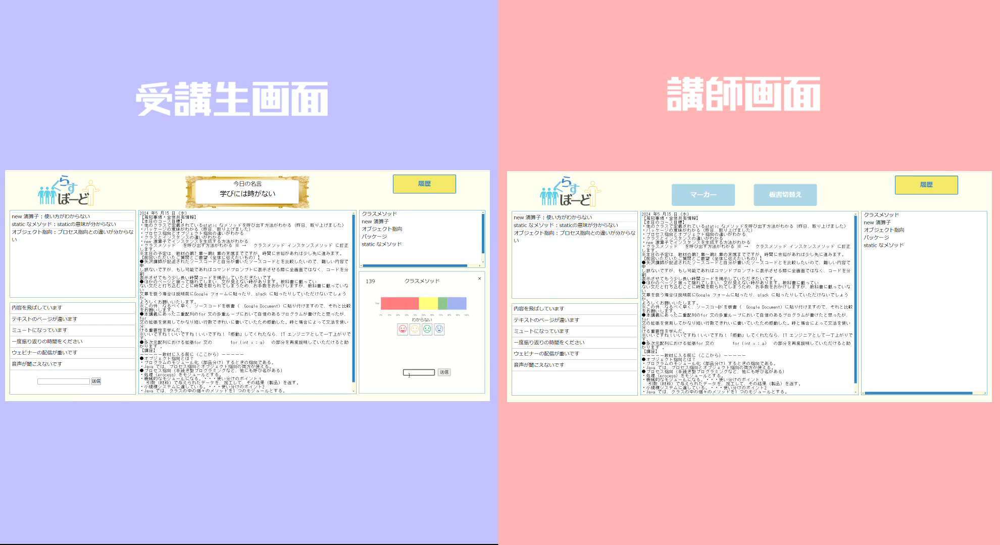 受講生画面
くらすぼーど
今日の名言
学びには時がない
履歴
new 演算子：使い方がわからない
static なメソッド：staticの意味が分からない
オブジェクト指向：プロセス指向との違いが分からな
い
内容を飛ばしています
テキストのページが違います
ミュートになっています
一度振り返りの時間をください
ウェビナーの配信が重いです
音声が聞こえないです
送信
2024 年5 月15 日（水）
【周知事項・全体共有情報】
【本日のコース目標】
・他のクラスで定義されているstatic なメソッドを呼び出す方法がわかる（昨日、取り上げました）
・パッケージの意味がわかる（昨日、取り上げました）
・プロセス指向とオブジェクト指向の違いがわかる
・クラスとインスタンスの違いがわかる
・new 演算子でインスタンスを生成する方法がわかる
・クラスメソッド　を呼び出す方法がわかる ※ → クラスメソッド インスタンスメソッド に訂正
します。
※本日の予定は、教材の第7 章～第8 章の末尾までですが、時間に余裕があれば少し先に進みます。
【前回いただいたご質問とご要望（全体に伝えたいもの）】
●矢沢講師が記述されたソースコードと自分が書いたソースコードとを比較したいので、難しい内容で
申
し訳ないですが、もし可能であればコマンドプロンプトに表示させる際に全画面ではなく、コードを分
割
表示させてもう少し長い時間コードを掲示していただきたいです。
●ほかのページと被って隠れてしまい、文が見えない時があります。教科書に載ってい
ない文だと打ち込むことに時間を取られてしまうため、お手数をおかけしますが、教科書に載っていな
い
文章を扱う場合は説明前にGoogle フォームに貼ったり、slack に貼ったりしていただけないでしょう
か。
よろしくお願いいたします。
※この件、なるべく早く、ソースコードを板書（ Google Document）に貼り付けますので、それと比較
をお願いします。
●本講義にあった二重配列のfor 文の多重ループにおいて自信のあるプログラムが書けたと思ったが、
for
文の拡張を使用してかなり短い行数できれいに書いていたため感動した。時と場合によって文法を使い
分
ける重要性を学んだ。
※いいですね！いいですね！いいですね！「感動」してくれたなら、IT エンジニアとして一丁上がりで
す。
●多次元配列における拡張for 文の　for (int x : a)　の部分を再度説明していただけると助
かります 。
【講座】
ーーーーー教材に入る前に（ここから）ーーーーー
●オブジェクト指向とは？
・プログラムのモジュール化（部品分け）するときの指向である。
・Java では、プロセス指向とオブジェクト指向の両方が使える。
●プロセス指向（手続き型プログラミングなど、他にも呼び名がある）
・処理（process）をモジュールとする。
・機械的なモジュールになる。・・・使い分けのポイント1
引数（材料）で与えられたデータを、加工して、その結果（製品）を返す。
・小規模システムに適している。・・・使い分けのポイント2
・Java では、クラスの中の個々のメソッドを1 つのモジュールとする。
クラスメソッド
new 演算子
オブジェクト指向
パッケージ
static なメソッド
139
クラスメソッド
×
わからない
送信
講師画面
くらすぼーど
マーカー
板書切替え
履歴
new 演算子：使い方がわからない
static なメソッド：staticの意味が分からない
オブジェクト指向：プロセス指向との違いが分からな
い
内容を飛ばしています
テキストのページが違います
ミュートになっています
一度振り返りの時間をください
ウェビナーの配信が重いです
音声が聞こえないです
2024 年5 月15 日（水）
【周知事項・全体共有情報】
【本日のコース目標】
・他のクラスで定義されているstatic なメソッドを呼び出す方法がわかる（昨日、取り上げました）
・パッケージの意味がわかる（昨日、取り上げました）
・プロセス指向とオブジェクト指向の違いがわかる
・クラスとインスタンスの違いがわかる
・new 演算子でインスタンスを生成する方法がわかる
・クラスメソッド　を呼び出す方法がわかる ※ → クラスメソッド インスタンスメソッド に訂正
します。
※本日の予定は、教材の第7 章～第8 章の末尾までですが、時間に余裕があれば少し先に進みます。
【前回いただいたご質問とご要望（全体に伝えたいもの）】
●矢沢講師が記述されたソースコードと自分が書いたソースコードとを比較したいので、難しい内容で
申
し訳ないですが、もし可能であればコマンドプロンプトに表示させる際に全画面ではなく、コードを分
割
表示させてもう少し長い時間コードを掲示していただきたいです。
●ほかのページと被って隠れてしまい、文が見えない時があります。教科書に載ってい
ない文だと打ち込むことに時間を取られてしまうため、お手数をおかけしますが、教科書に載っていな
い
文章を扱う場合は説明前にGoogle フォームに貼ったり、slack に貼ったりしていただけないでしょう
か。
よろしくお願いいたします。
※この件、なるべく早く、ソースコードを板書（ Google Document）に貼り付けますので、それと比較
をお願いします。
●本講義にあった二重配列のfor 文の多重ループにおいて自信のあるプログラムが書けたと思ったが、
for
文の拡張を使用してかなり短い行数できれいに書いていたため感動した。時と場合によって文法を使い
分
ける重要性を学んだ。
※いいですね！いいですね！いいですね！「感動」してくれたなら、IT エンジニアとして一丁上がりで
す。
●多次元配列における拡張for 文の　for (int x : a)　の部分を再度説明していただけると助
かります 。
【講座】
ーーーーー教材に入る前に（ここから）ーーーーー
●オブジェクト指向とは？
・プログラムのモジュール化（部品分け）するときの指向である。
・Java では、プロセス指向とオブジェクト指向の両方が使える。
●プロセス指向（手続き型プログラミングなど、他にも呼び名がある）
・処理（process）をモジュールとする。
・機械的なモジュールになる。・・・使い分けのポイント1
引数（材料）で与えられたデータを、加工して、その結果（製品）を返す。
・小規模システムに適している。・・・使い分けのポイント2
・Java では、クラスの中の個々のメソッドを1 つのモジュールとする。
クラスメソッド
new 演算子
オブジェクト指向
パッケージ
static なメソッド